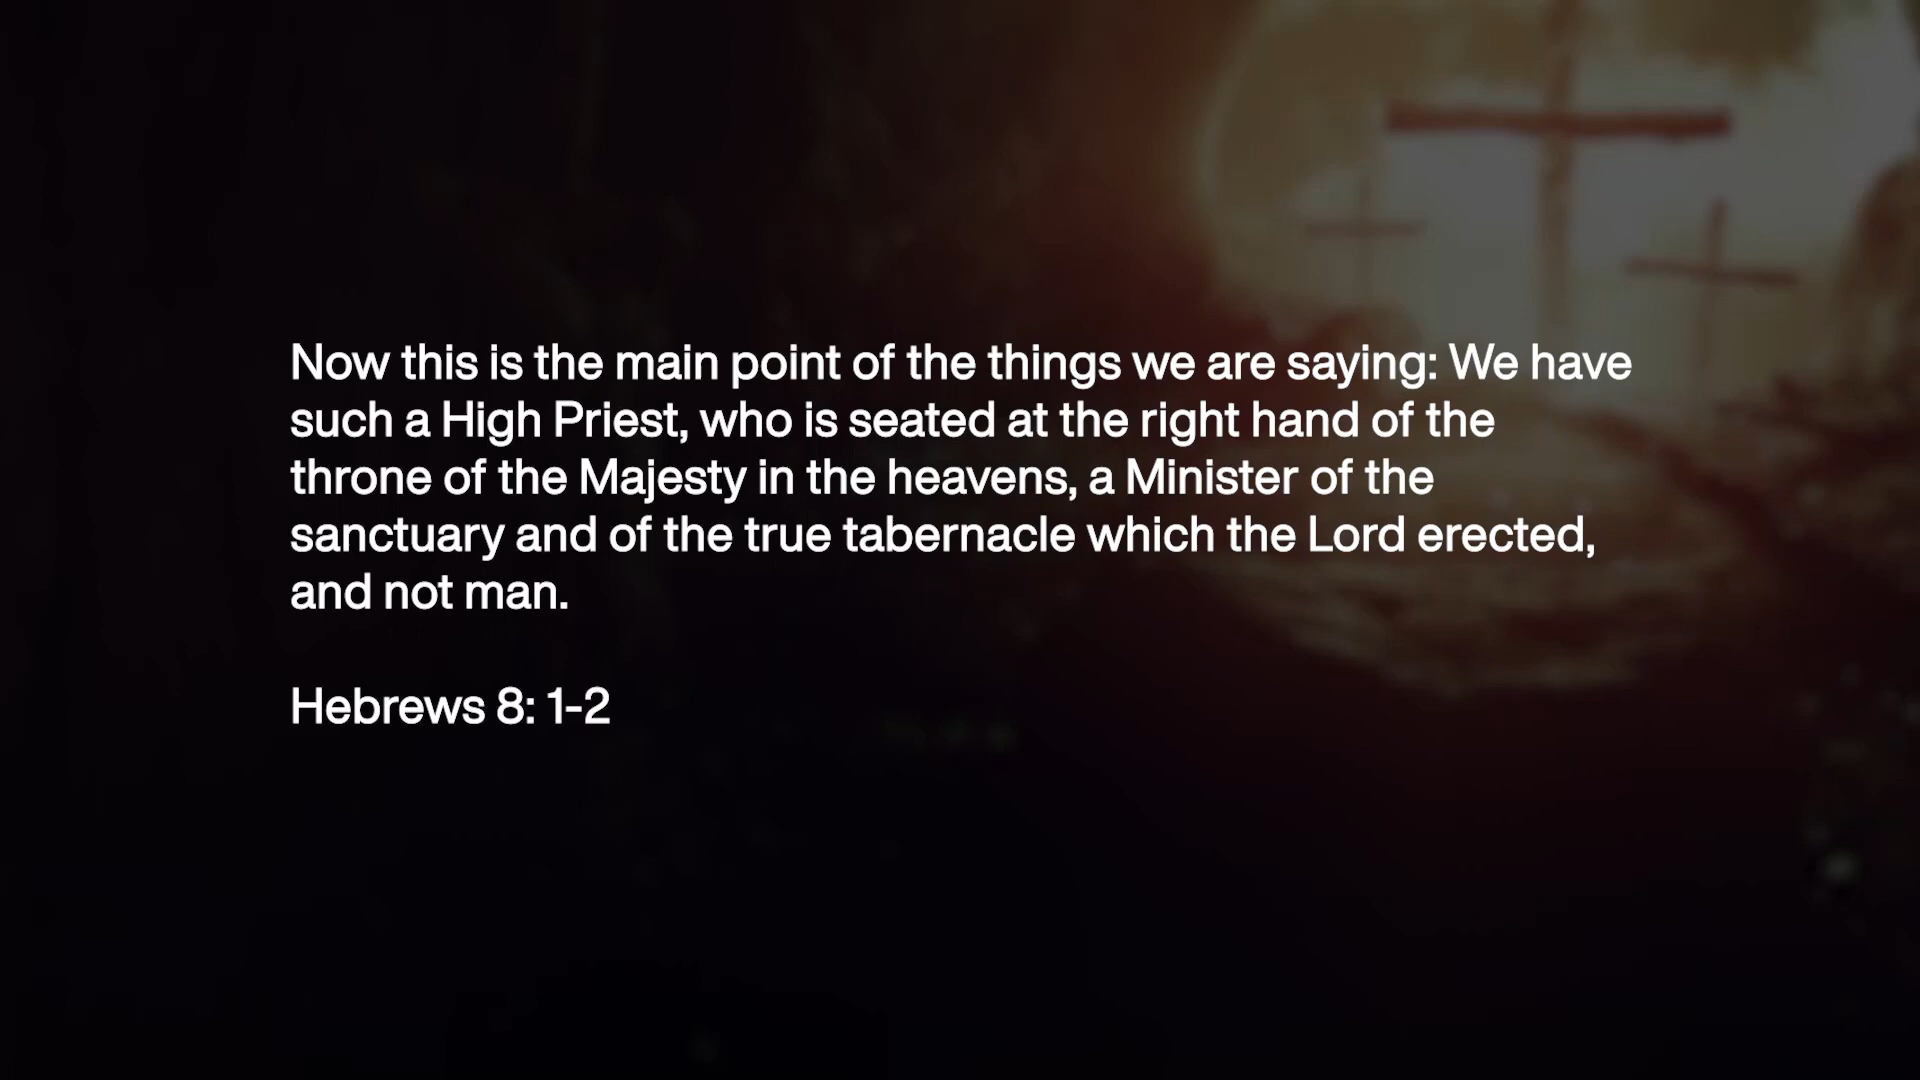 Now this is the main point of the things we are saying: We have
such a High Priest, who is seated at the right hand of the
throne of the Majesty in the heavens, a Minister of the
sanctuary and of the true tabernacle which the Lord erected,
and not man.
Hebrews 8: 1-2